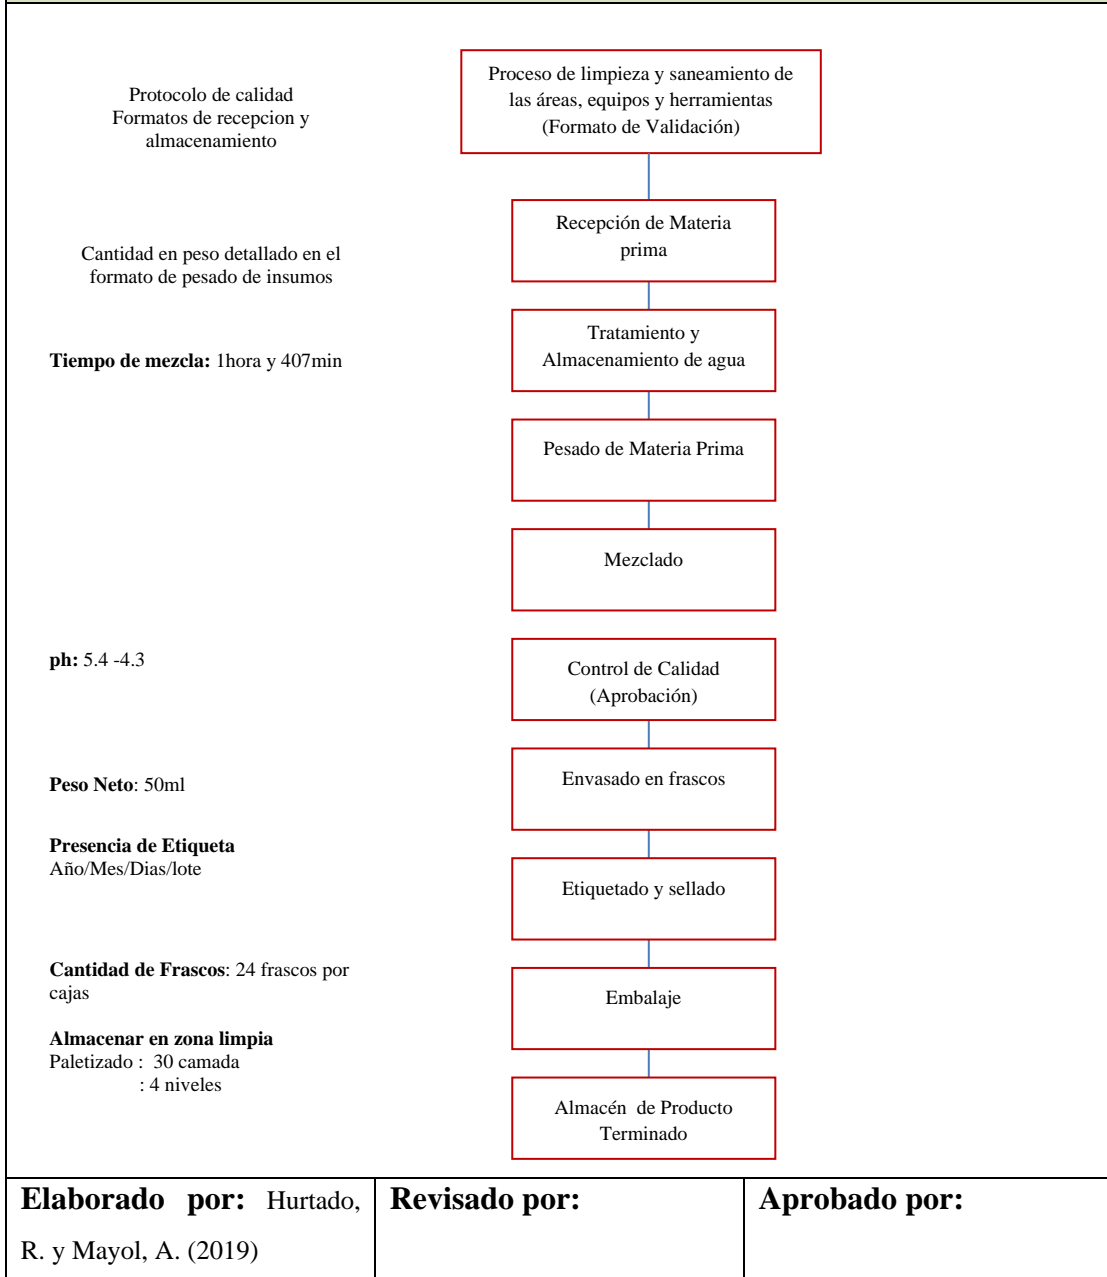 Protocolo de calidad
Formatos de recepcion y
almacenamiento
Proceso de limpieza y saneamiento de
las áreas, equipos y herramientas
(Formato de Validación)
Recepción de Materia
prima
Cantidad en peso detallado en el
formato de pesado de insumos
Tratamiento y
Almacenamiento de agua
Tiempo de mezcla: 1hora y 407min
Pesado de Materia Prima
Mezclado
ph: 5.4 -4.3
Control de Calidad
(Aprobación)
Peso Neto: 50ml
Envasado en frascos
Presencia de Etiqueta
Año/Mes/Dias/lote
Etiquetado y sellado
Cantidad de Frascos: 24 frascos por
cajas
Embalaje
Almacenar en zona limpia
Paletizado : 30 camada
: 4 niveles
Almacén de Producto
Terminado
Elaborado por: Hurtado,
R. y Mayol, A. (2019)
Revisado por:
Aprobado por: